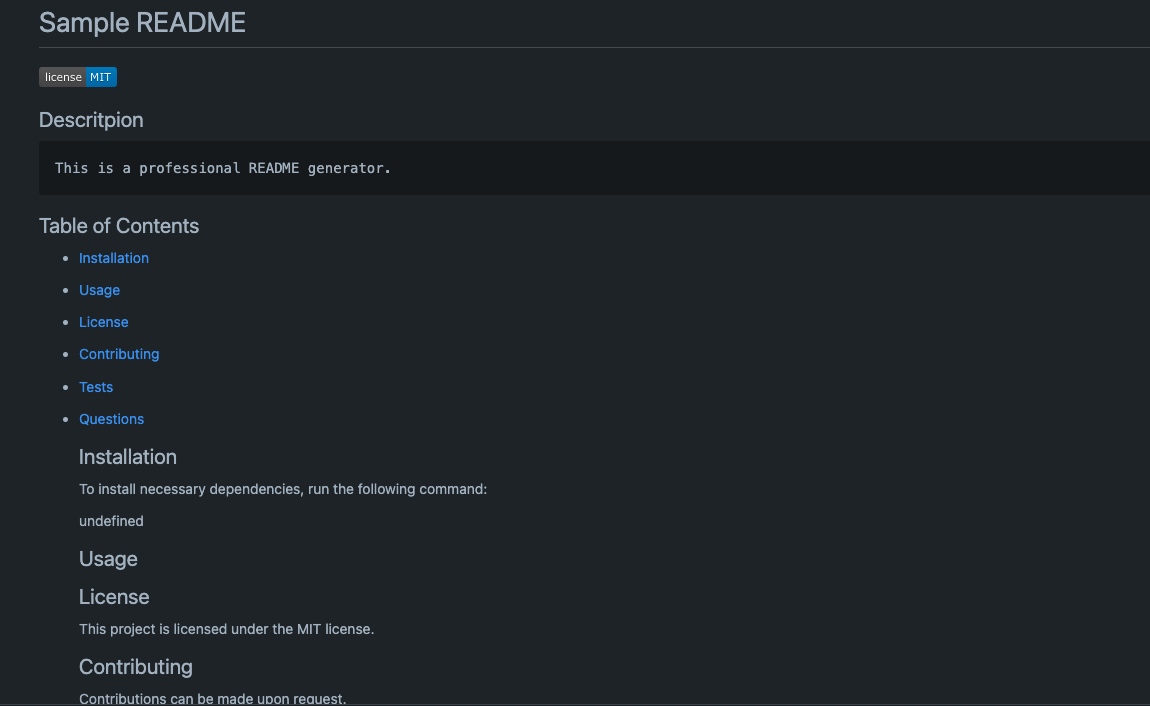 Sample README
license MIT
Descritpion
This is a professional README generator.
Table of Contents
Installation
Usage
License
Contributing
Tests
Questions
Installation
To install necessary dependencies, run the following command:
undefined
Usage
License
This project is licensed under the MIT license.
Contributing
Contributions can be made upon request.